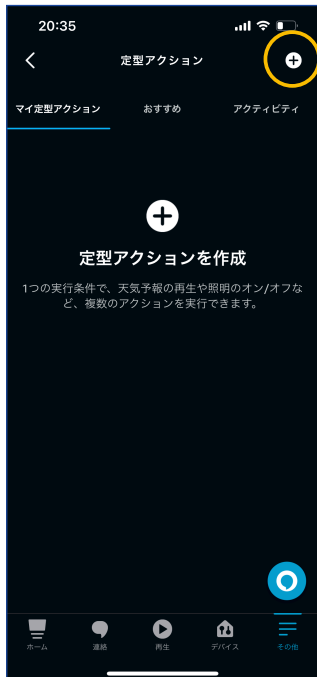 20:35
定型アクション
マイ定型アクション
おすすめ
アクティビティ
定型アクションを作成
1つの実行条件で、天気予報の再生や照明のオン/オフな
ど、複数のアクションを実行できます。
ホーム
連絡
再生
デバイス
その他